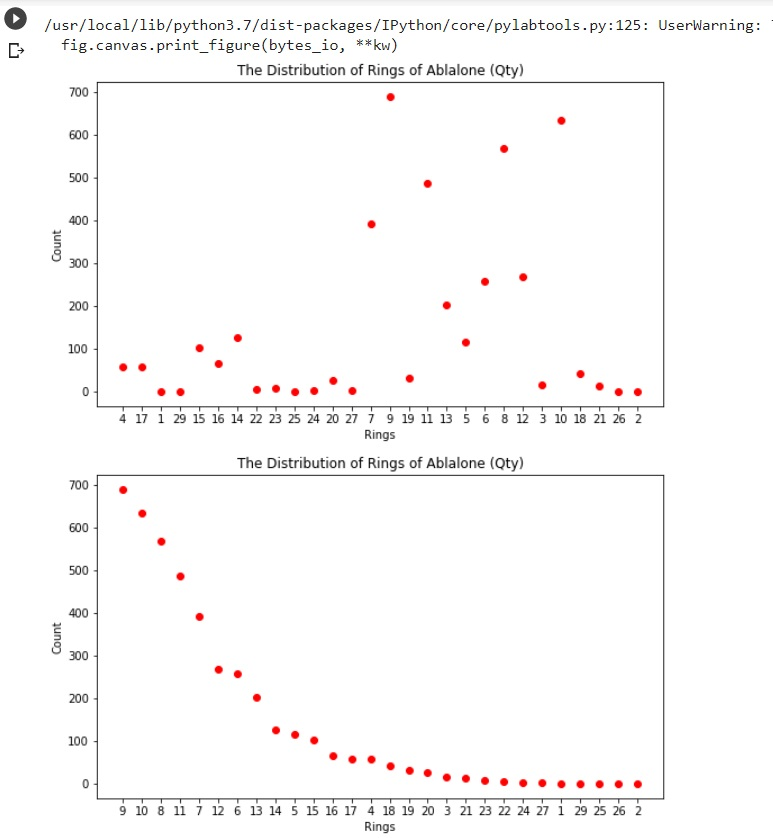 /usr/local/lib/python3.7/dist-packages/IPython/core/pylabtools.py:125: UserWarning:
fig.canvas.print_figure(bytes_io, **kw)
The Distribution of Rings of Ablalone (Qty)
700
600
500
400
300
200
100
0
Count
4 17 1 29 15 16 14 22 23 25 24 20 27 7 9 19 11 13 5 6 8 12 3 10 18 21 26 2
Rings
The Distribution of Rings of Ablalone (Qty)
700
600
500
400
300
200
100
0
Count
9 10 8 11 7 12 6 13 14 5 15 16 17 4 18 19 20 3 21 23 22 24 27 1 29 25 26 2
Rings